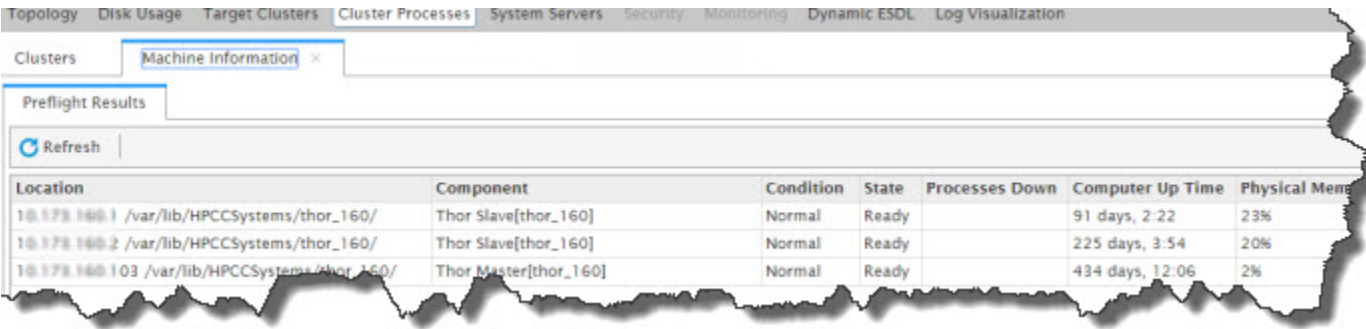 Topology Disk Usage Target Clusters Cluster Processes System Servers Security Monitoring Dynamic ESDL Log Visualization
Clusters Machine Information ×
Preflight Results
Refresh
Location Component Condition State Processes Down Computer Up Time Physical Mem
/var/lib/HPCCSystems/thor_160/ Thor Slave[thor_160] Normal Ready 91 days, 2:22 23%
/var/lib/HPCCSystems/thor_160/ Thor Slave[thor_160] Normal Ready 225 days, 3:54 20%
/var/lib/HPCCSystems/thor_160/ Thor Master[thor_160] Normal Ready 434 days, 12:06 2%